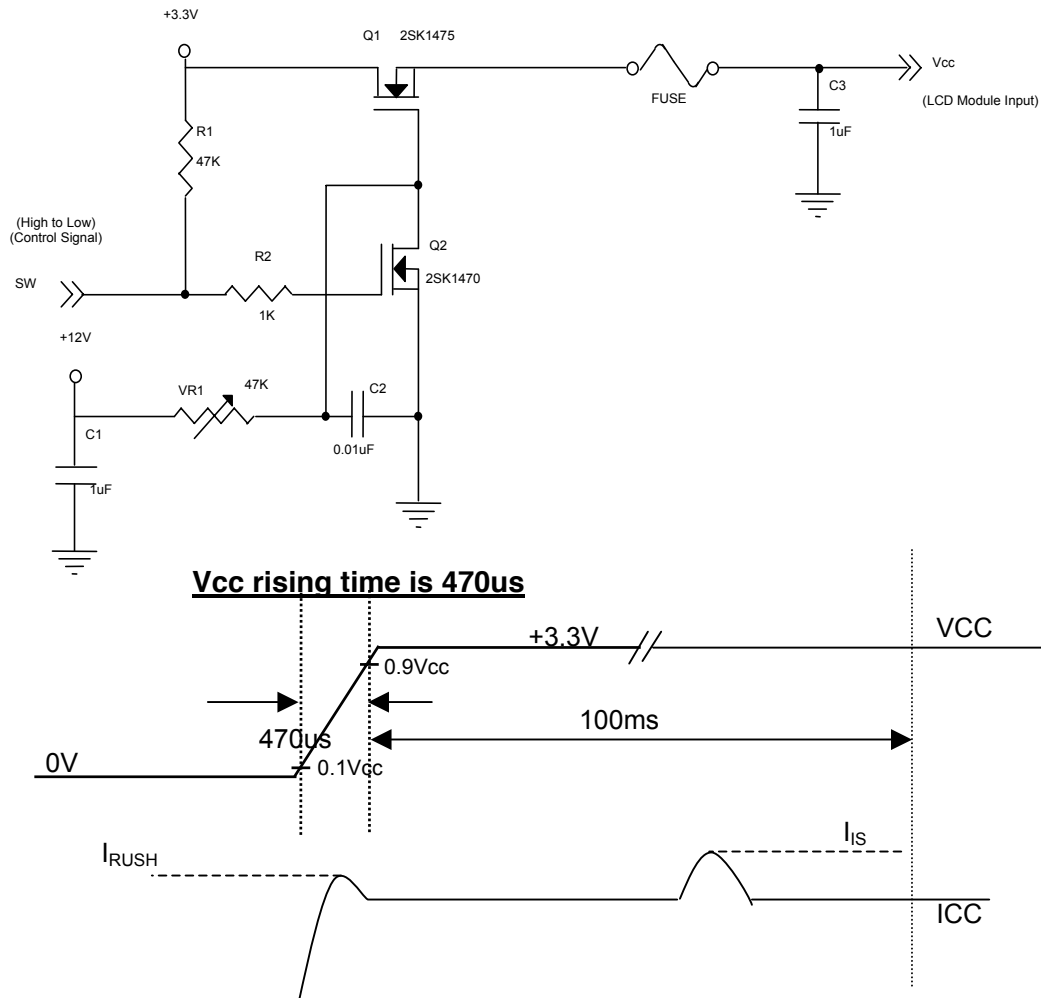 +3.3V
Q1 2SK1475
Vcc
FUSE
C3
(LCD Module Input)
R1
1uF
47K
(High to Low)
(Control Signal)
Q2
R2
2SK1470
SW
1K
+12V
47K
VR1
C2
C1
0.01uF
1uF
Vcc rising time is 470us
+3.3V
VCC
0.9Vcc
100ms
470us
0V
0.1Vcc
IIS
IRUSH
ICC